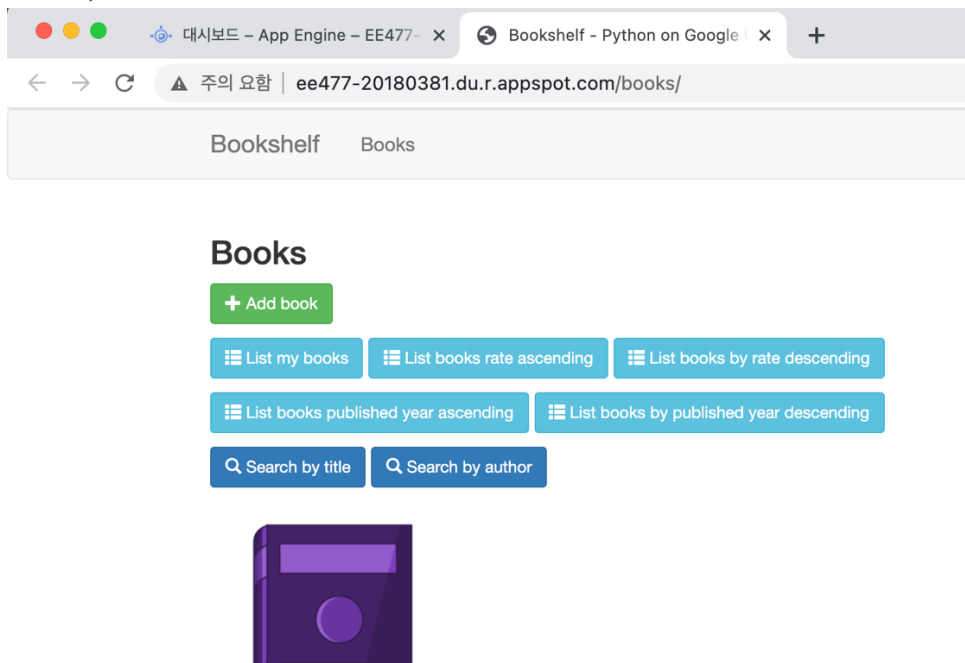 대시보드 – App Engine – EE477-
Bookshelf - Python on Google
주의 요함 | ee477-20180381.du.r.appspot.com/books/
Bookshelf Books
Books
Add book
List my books List books rate ascending List books by rate descending
List books published year ascending List books by published year descending
Search by title Search by author